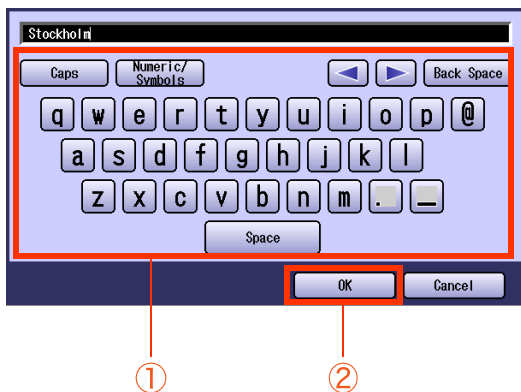 Stockholm
Caps Numeric/ Back Space
Symbols
q w e r t y u i o p @
a s d f g h j k l
z x c v b n m . _
Space
OK Cancel
① ②